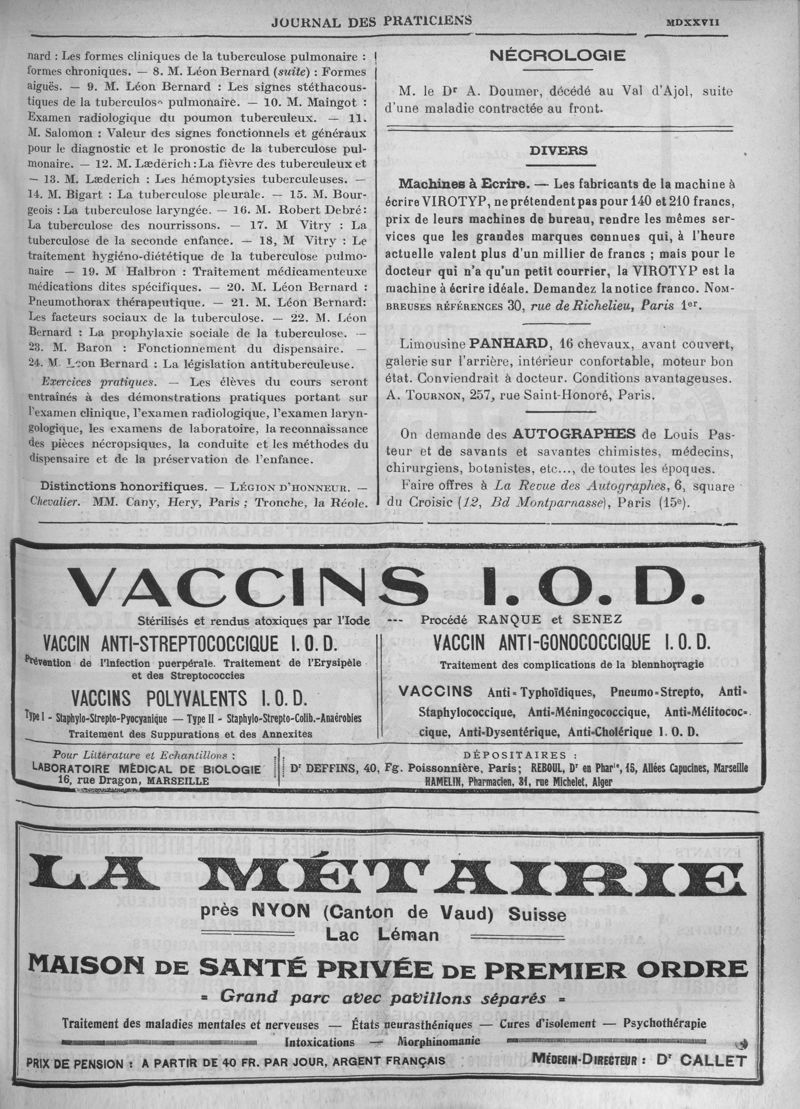 JOURNAL DES PRATICIENS
MDXXVII
nard : Les formes cliniques de la tuberculose pulmonaire :
formes chroniques. — 8. M. Léon Bernard (suite) : Formes
aiguës. — 9. M. Léon Bernard : Les signes stéthacous-
tiques de la tuberculos^ pulmonaire. — 10. M. Maingot :
Examen radiologique du poumon tuberculeux. — 11.
M. Salomon : Valeur des signes fonctionnels et généraux
pour le diagnostic et le pronostic de la tuberculose pul-
monaire. — 12. M. Læderich : La fièvre des tuberculeux et
— 13. M. Læderich : Les hémoptysies tuberculeuses. —
14. M. Bigart : La tuberculose pleurale. — 15. M. Bour-
geois : La tuberculose laryngée. — 16. M. Robert Debré :
La tuberculose des nourrissons. — 17. M Vitry : La
tuberculose de la seconde enfance. — 18, M Vitry : Le
traitement hygiéno-diététique de la tuberculose pulmo-
naire — 19. M Halbron : Traitement médicamenteuxe
médications dites spécifiques. — 20. M. Léon Bernard :
Pneumothorax thérapeutique. — 21. M. Léon Bernard:
Les facteurs sociaux de la tuberculose. — 22. M. Léon
Bernard : La prophylaxie sociale de la tuberculose. —
23. M. Baron : Fonctionnement du dispensaire. —
24. M. Léon Bernard : La législation antituberculeuse.
Exercices pratiques. — Les élèves du cours seront
entraînés à des démonstrations pratiques portant sur
l'examen clinique, l'examen radiologique, l'examen laryn-
gologique, les examens de laboratoire, la reconnaissance
des pièces nécropsiques, la conduite et les méthodes du
dispensaire et de la préservation de l'enfance.
Distinctions honorifiques. — LÉGION D'HONNEUR. —
Chevalier. MM. Cany, Hery, Paris ; Tronche, la Réole.
NÉCROLOGIE
M. le Dr A. Doumer, décédé au Val d'Ajol, suite
d'une maladie contractée au front.
DIVERS
Machines à Ecrire. — Les fabricants de la machine à
écrire VIROTYP, ne prétendent pas pour 140 et 210 francs,
prix de leurs machines de bureau, rendre les mêmes ser-
vices que les grandes marques connues qui, à l'heure
actuelle valent plus d'un millier de francs ; mais pour le
docteur qui n'a qu'un petit courrier, la VIROTYP est la
machine à écrire idéale. Demandez la notice franco. NOM-
BREUSES RÉFÉRENCES 30, rue de Richelieu, Paris 1er.
Limousine PANHARD, 16 chevaux, avant couvert,
galerie sur l'arrière, intérieur confortable, moteur bon
état. Conviendrait à docteur. Conditions avantageuses.
A. TOURNON, 257, rue Saint-Honoré, Paris.
On demande des AUTOGRAPHES de Louis Pas-
teur et de savants et savantes chimistes, médecins,
chirurgiens, botanistes, etc..., de toutes les époques.
Faire offres à La Revue des Autographes, 6, square
du Croisic (12, Bd Montparnasse), Paris (15e).
VACCINS I.O.D.
Stérilisés et rendus atoxiques par l'Iode --- Procédé RANQUE et SENEZ
VACCIN ANTI-STREPTOCOCCIQUE I.O.D.
Prévention de l'Infection puerpérale. Traitement de l'Erysipèle
et des Streptococcies
VACCINS POLYVALENTS I.O.D.
Type I - Staphylo-Strepto-Pyocyanique — Type II - Staphylo-Strepto-Colib.-Anaérobies
Traitement des Suppurations et des Annexites
VACCIN ANTI-GONOCOCCIQUE I.O.D.
Traitement des complications de la blennhorragie
VACCINS Anti-Typhoïdiques, Pneumo-Strepto, Anti-
Staphylococcique, Anti-Méningococcique, Anti-Mélitococ-
cique, Anti-Dysentérique, Anti-Cholérique I.O.D.
Pour Littérature et Echantillons :
LABORATOIRE MÉDICAL DE BIOLOGIE
16, rue Dragon, MARSEILLE
DÉPOSITAIRES :
Dr DEFFINS, 40, Fg. Poissonnière, Paris; REBOUL, Dr en Phar ie, 15, Allées Capucines, Marseille
HAMELIN, Pharmacien, 31, rue Michelet, Alger
LA MÉTAIRIE
près NYON (Canton de Vaud) Suisse
Lac Léman
MAISON DE SANTÉ PRIVÉE DE PREMIER ORDRE
= Grand parc avec pavillons séparés =
Traitement des maladies mentales et nerveuses — États neurasthéniques — Cures d'isolement — Psychothérapie
Intoxications — Morphinomanie
PRIX DE PENSION : A PARTIR DE 40 FR. PAR JOUR, ARGENT FRANÇAIS
MÉDECIN-DIRECTEUR : Dr CALLET